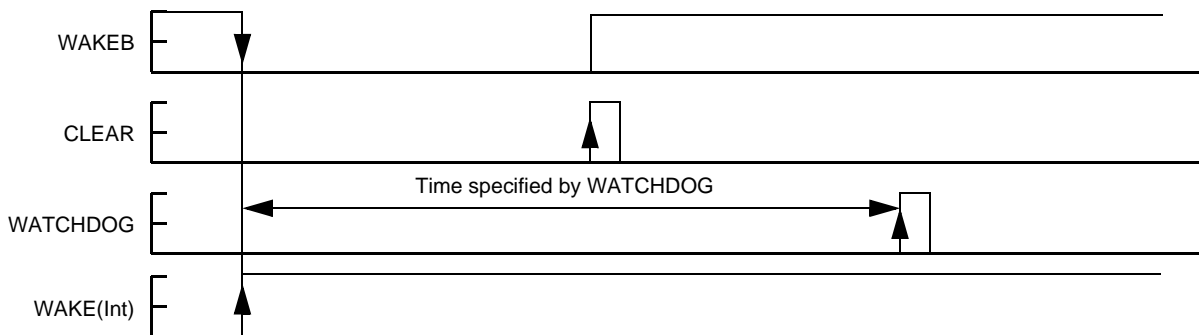 WAKEB
CLEAR
Time specified by WATCHDOG
WATCHDOG
WAKE(Int)